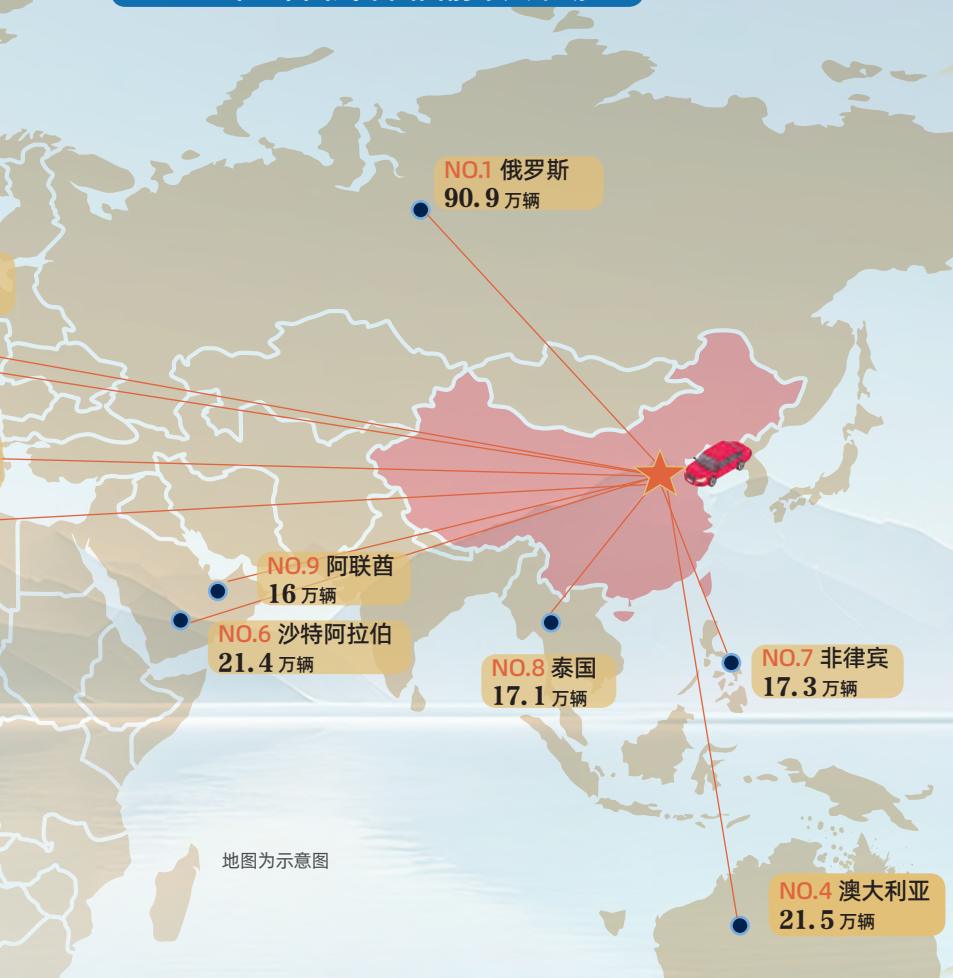 NO.1 俄罗斯
90.9 万辆
NO.9 阿联酋
16 万辆
NO.6 沙特阿拉伯
21.4 万辆
NO.8 泰国
17.1 万辆
NO.7 菲律宾
17.3 万辆
地图为示意图
NO.4 澳大利亚
21.5 万辆